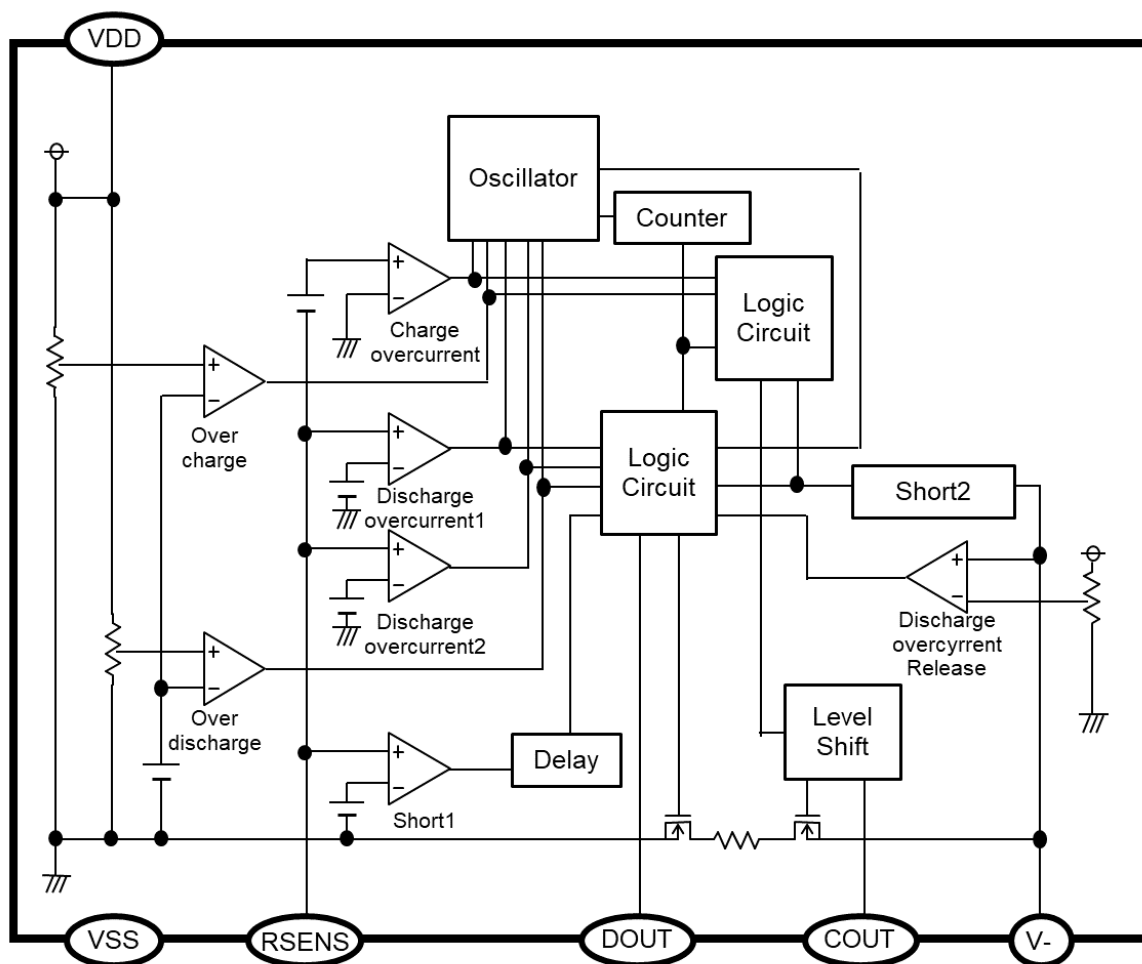 VDD
Oscillator
Counter
+
−
Charge
overcurrent
Logic
Circuit
+
−
Over
charge
+
−
Discharge
overcurrent1
Logic
Circuit
Short2
+
−
Discharge
overcurrent2
+
−
Discharge
overcyrrent
Release
+
−
Over
discharge
+
−
Short1
Delay
Level
Shift
VSS
RSENS
DOUT
COUT
V-